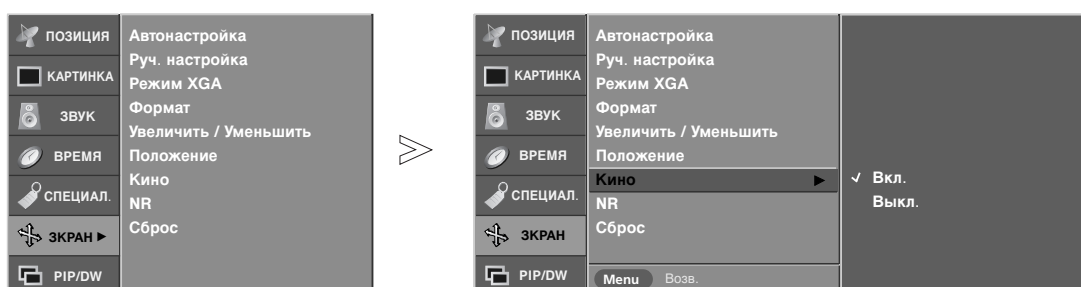 ПОЗИЦИЯ
КАРТИНКА
ЗВУК
ВРЕМЯ
СПЕЦИАЛ.
ЗКРАН ►
PIP/DW
Автонастройка
Руч. настройка
Режим XGA
Формат
Увеличить / Уменьшить
Положение
Кино
NR
Сброс
ПОЗИЦИЯ
КАРТИНКА
ЗВУК
ВРЕМЯ
СПЕЦИАЛ.
ЗКРАН
PIP/DW
Автонастройка
Руч. настройка
Режим XGA
Формат
Увеличить / Уменьшить
Положение
Кино ►
NR
Сброс
Menu Возв.
✓ Вкл.
Выкл.